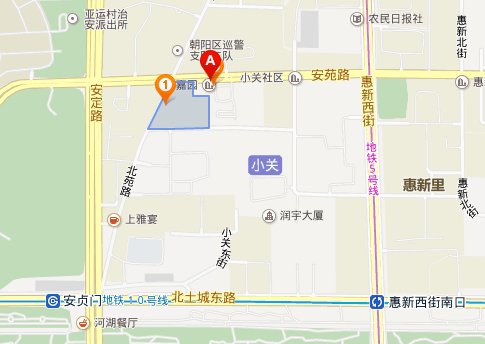 亚运村治
安派出所
朝阳区巡警
支
队
农民日报社
惠新北街
A
1
嘉园
小关社区
安苑路
安定路
惠新西街
地铁5号线
北苑路
小关
惠新里
惠新北街
上雅宴
润宇大厦
小关东街
安贞门
地铁10号线
北土城东路
惠新西街南口
河湖餐厅